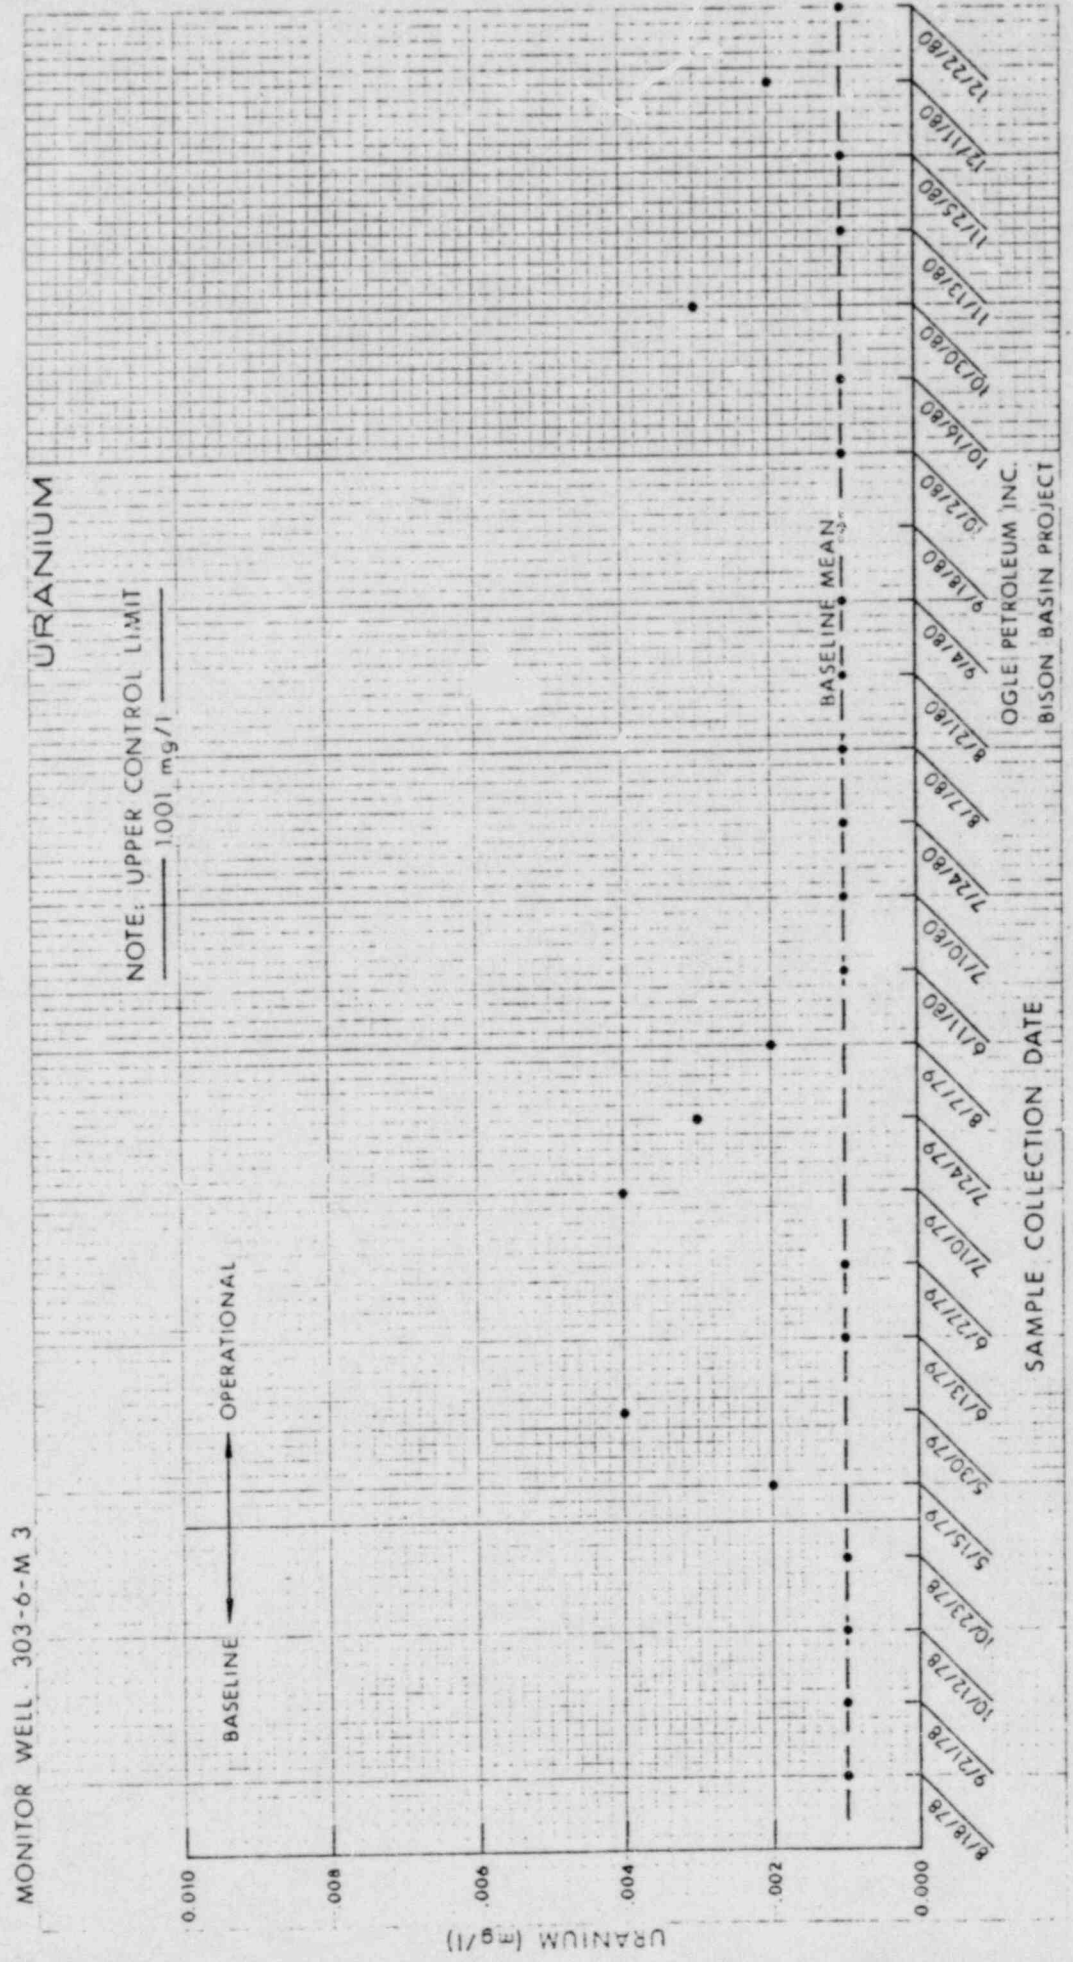 MONITOR WELL 303-6-M 3
URANIUM
NOTE: UPPER CONTROL LIMIT
1.001 mg/l
BASELINE
OPERATIONAL
URANIUM (mg/l)
0.010
.008
.006
.004
.002
0.000
BASELINE MEAN
8/18/78
9/21/78
10/12/78
10/23/78
5/15/79
5/30/79
6/13/79
6/27/79
7/10/79
7/24/79
8/7/79
6/11/80
7/10/80
7/24/80
8/7/80
8/21/80
9/4/80
9/18/80
10/2/80
10/16/80
10/30/80
11/13/80
11/25/80
12/11/80
12/22/80
SAMPLE COLLECTION DATE
OGLE PETROLEUM INC.
BISON BASIN PROJECT